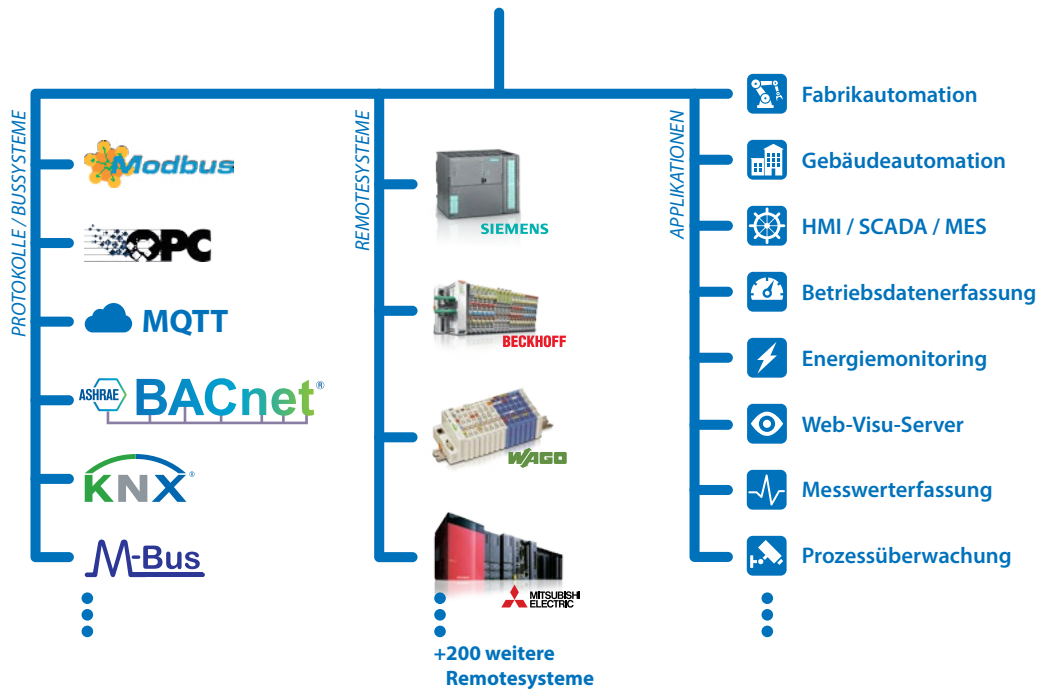 PROTOKOLLE / BUSSYSTEME
Modbus
OPC
MQTT
ASHRAE BACnet®
KNX®
M-Bus
REMOTESYSTEME
SIEMENS
BECKHOFF
WAGO
MITSUBISHI
ELECTRIC
+200 weitere
Remotesysteme
APPLIKATIONEN
Fabrikautomation
Gebäudeautomation
HMI / SCADA / MES
Betriebsdatenerfassung
Energiemonitoring
Web-Visu-Server
Messwerterfassung
Prozessüberwachung